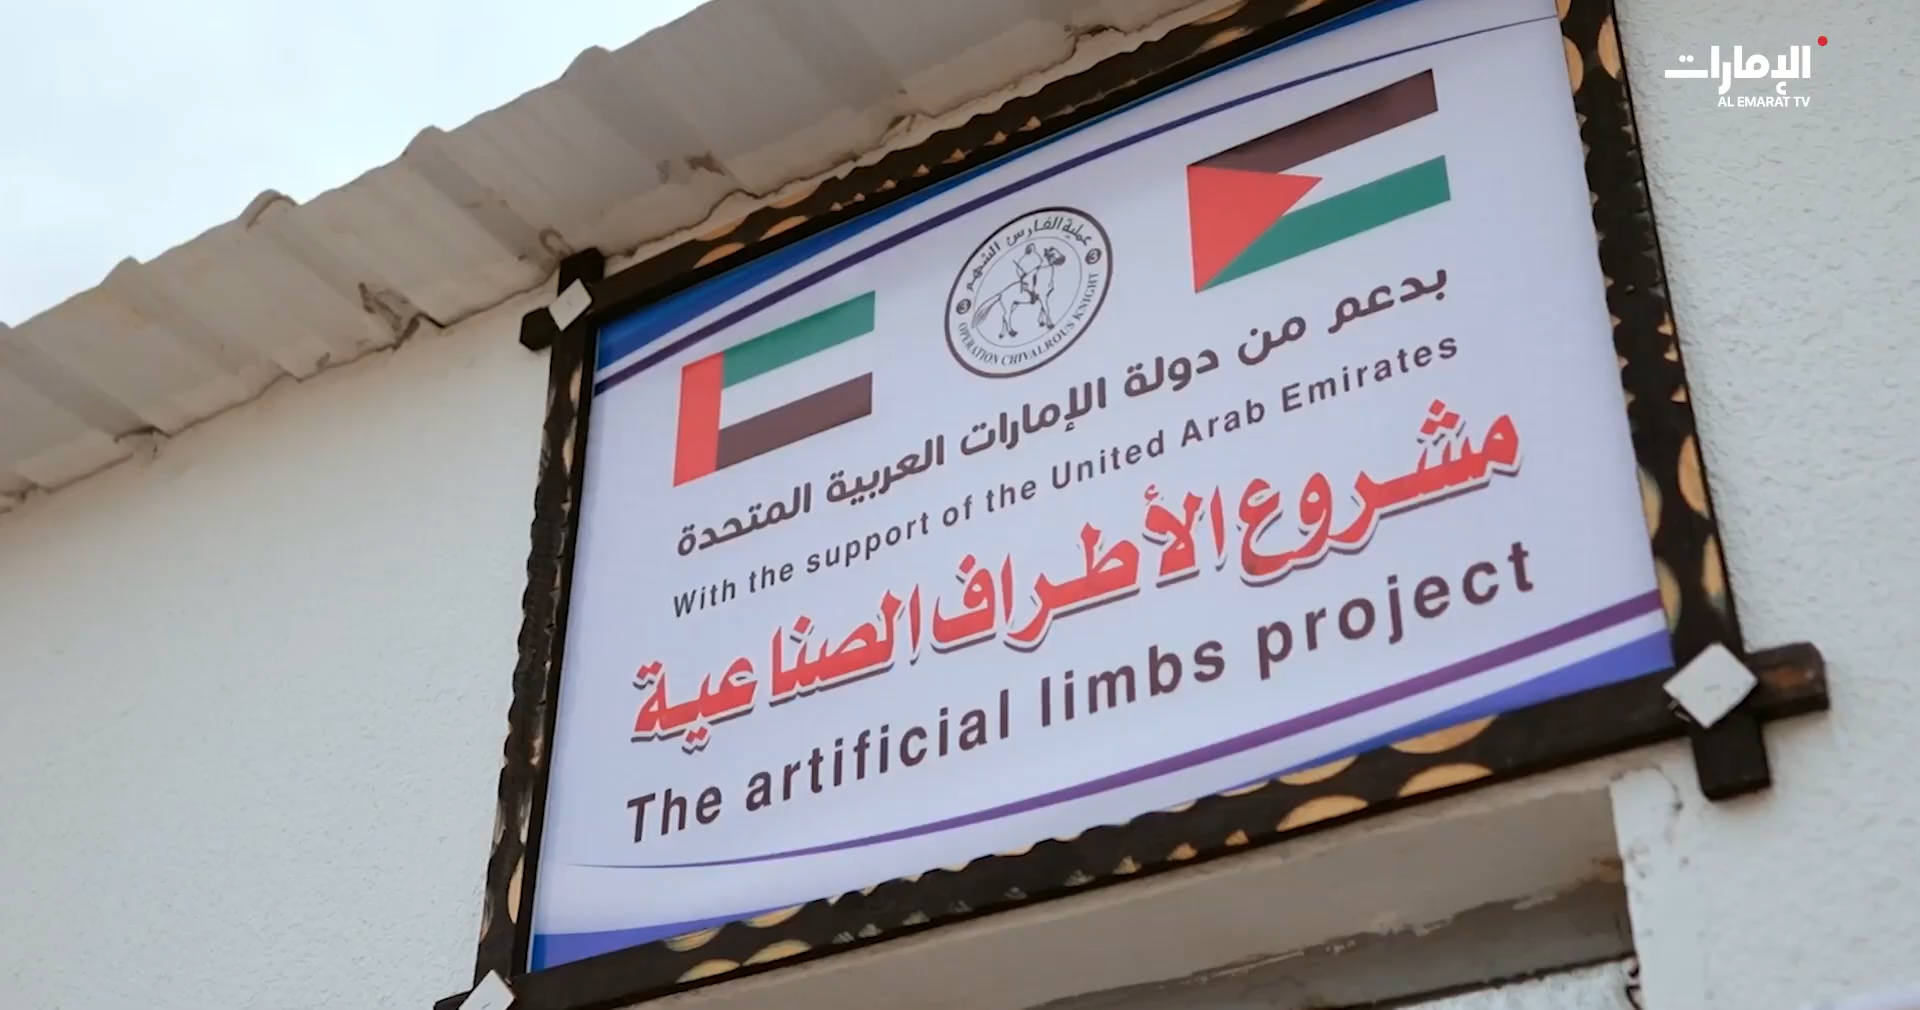 الإمارات
AL EMARAT TV
عملية الفارس الشهم
3 3
OPERATION CHIVALROUS KNIGHT
بدعم من دولة الإمارات العربية المتحدة
With the support of the United Arab Emirates
مشروع الأطراف الصناعية
The artificial limbs project